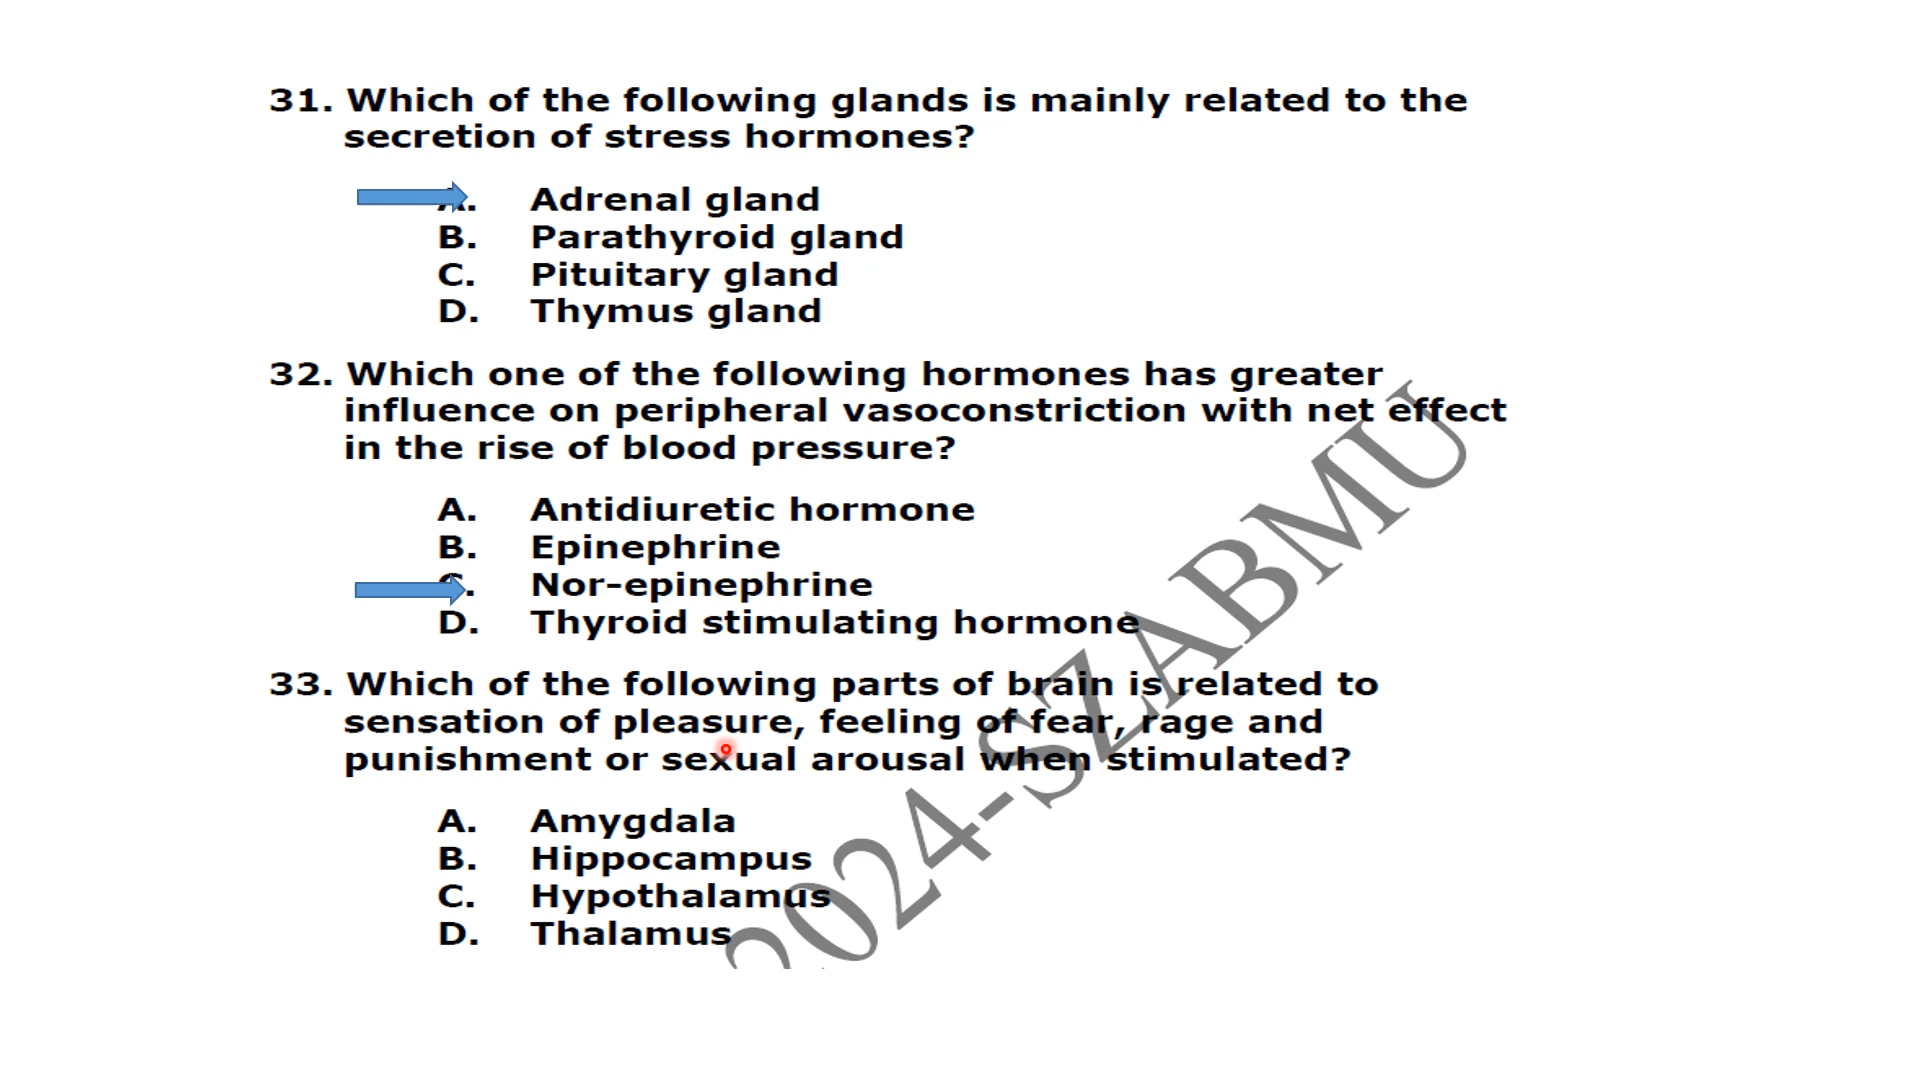 31. Which of the following glands is mainly related to the
secretion of stress hormones?
A. Adrenal gland
B. Parathyroid gland
C. Pituitary gland
D. Thymus gland
32. Which one of the following hormones has greater
influence on peripheral vasoconstriction with net effect
in the rise of blood pressure?
A. Antidiuretic hormone
B. Epinephrine
C. Nor-epinephrine
D. Thyroid stimulating hormone
33. Which of the following parts of brain is related to
sensation of pleasure, feeling of fear, rage and
punishment or sexual arousal when stimulated?
A. Amygdala
B. Hippocampus
C. Hypothalamus
D. Thalamus
2024-SZABMU